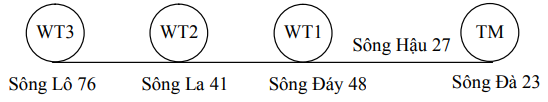 WT3 WT2 WT1 TM
Sông Hậu 27
Sông Lô 76 Sông La 41 Sông Đáy 48 Sông Đà 23